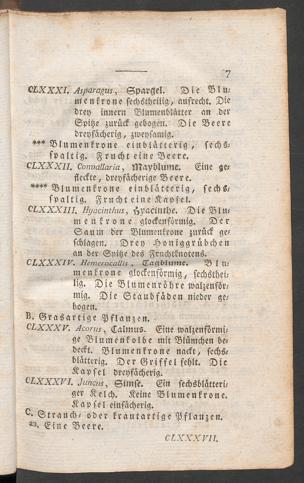 7
CLXXXI. Asparagus, Spargel. Die Blu-
menkrone sechstheilig, aufrecht. Die
drey innern Blumenblätter an der
Spitze zurück gebogen. Die Beere
dreyfächerig, zweysamig.
*** Blumenkrone einblätterig, sechs-
spaltig. Frucht eine Beere.
CLXXXII. Convallaria, Mayblume. Eine ge-
fleckte, dreyfächerige Beere.
**** Blumenkrone einblätterig, sechs-
spaltig. Frucht eine Kapsel.
CLXXXIII. Hyacinthus, Hyacinthe. Die Blu-
menkrone glockenförmig. Der
Saum der Blumenkrone zurück ge-
schlagen. Drey Honiggrübchen
an der Spitze des Fruchtknotens.
CLXXXIV. Hemerocallis, Tagblume. Blu-
menkrone glockenförmig, sechsthei-
lig. Die Blumenröhre walzenför-
mig. Die Staubfäden nieder ge-
bogen.
B. Grasartige Pflanzen.
CLXXXV. Acorus, Calmus. Eine walzenförmi-
ge Blumenkolbe mit Blümchen be-
deckt. Blumenkrone nackt, sechs-
blätterig. Der Griffel fehlt. Die
Kapsel dreyfächerig.
CLXXXVI. Juncus, Simse. Ein sechsblätteri-
ger Kelch. Keine Blumenkrone.
Kapsel einfächerig.
C. Strauch- oder krautartige Pflanzen.
Eine Beere.
CLXXXVII.